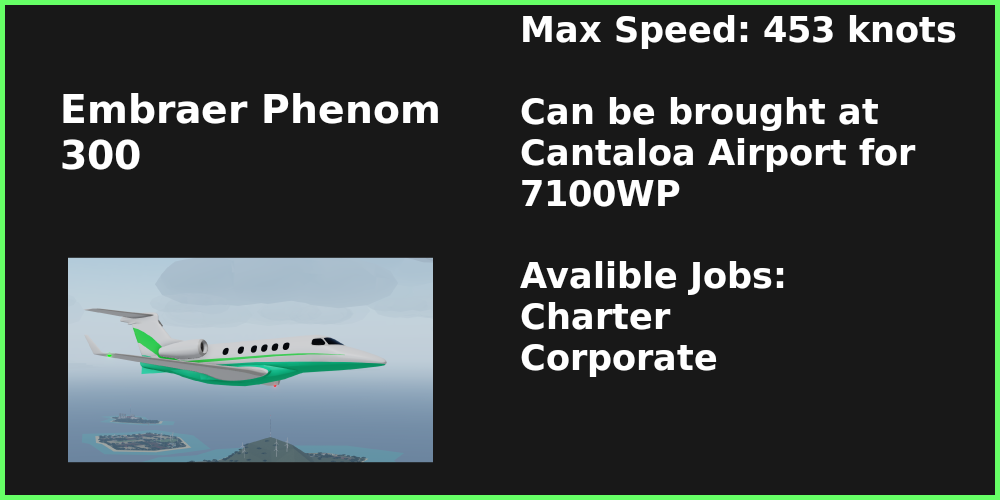 Embraer Phenom
300
Max Speed: 453 knots
Can be brought at
Cantaloa Airport for
7100WP
Avalible Jobs:
Charter
Corporate